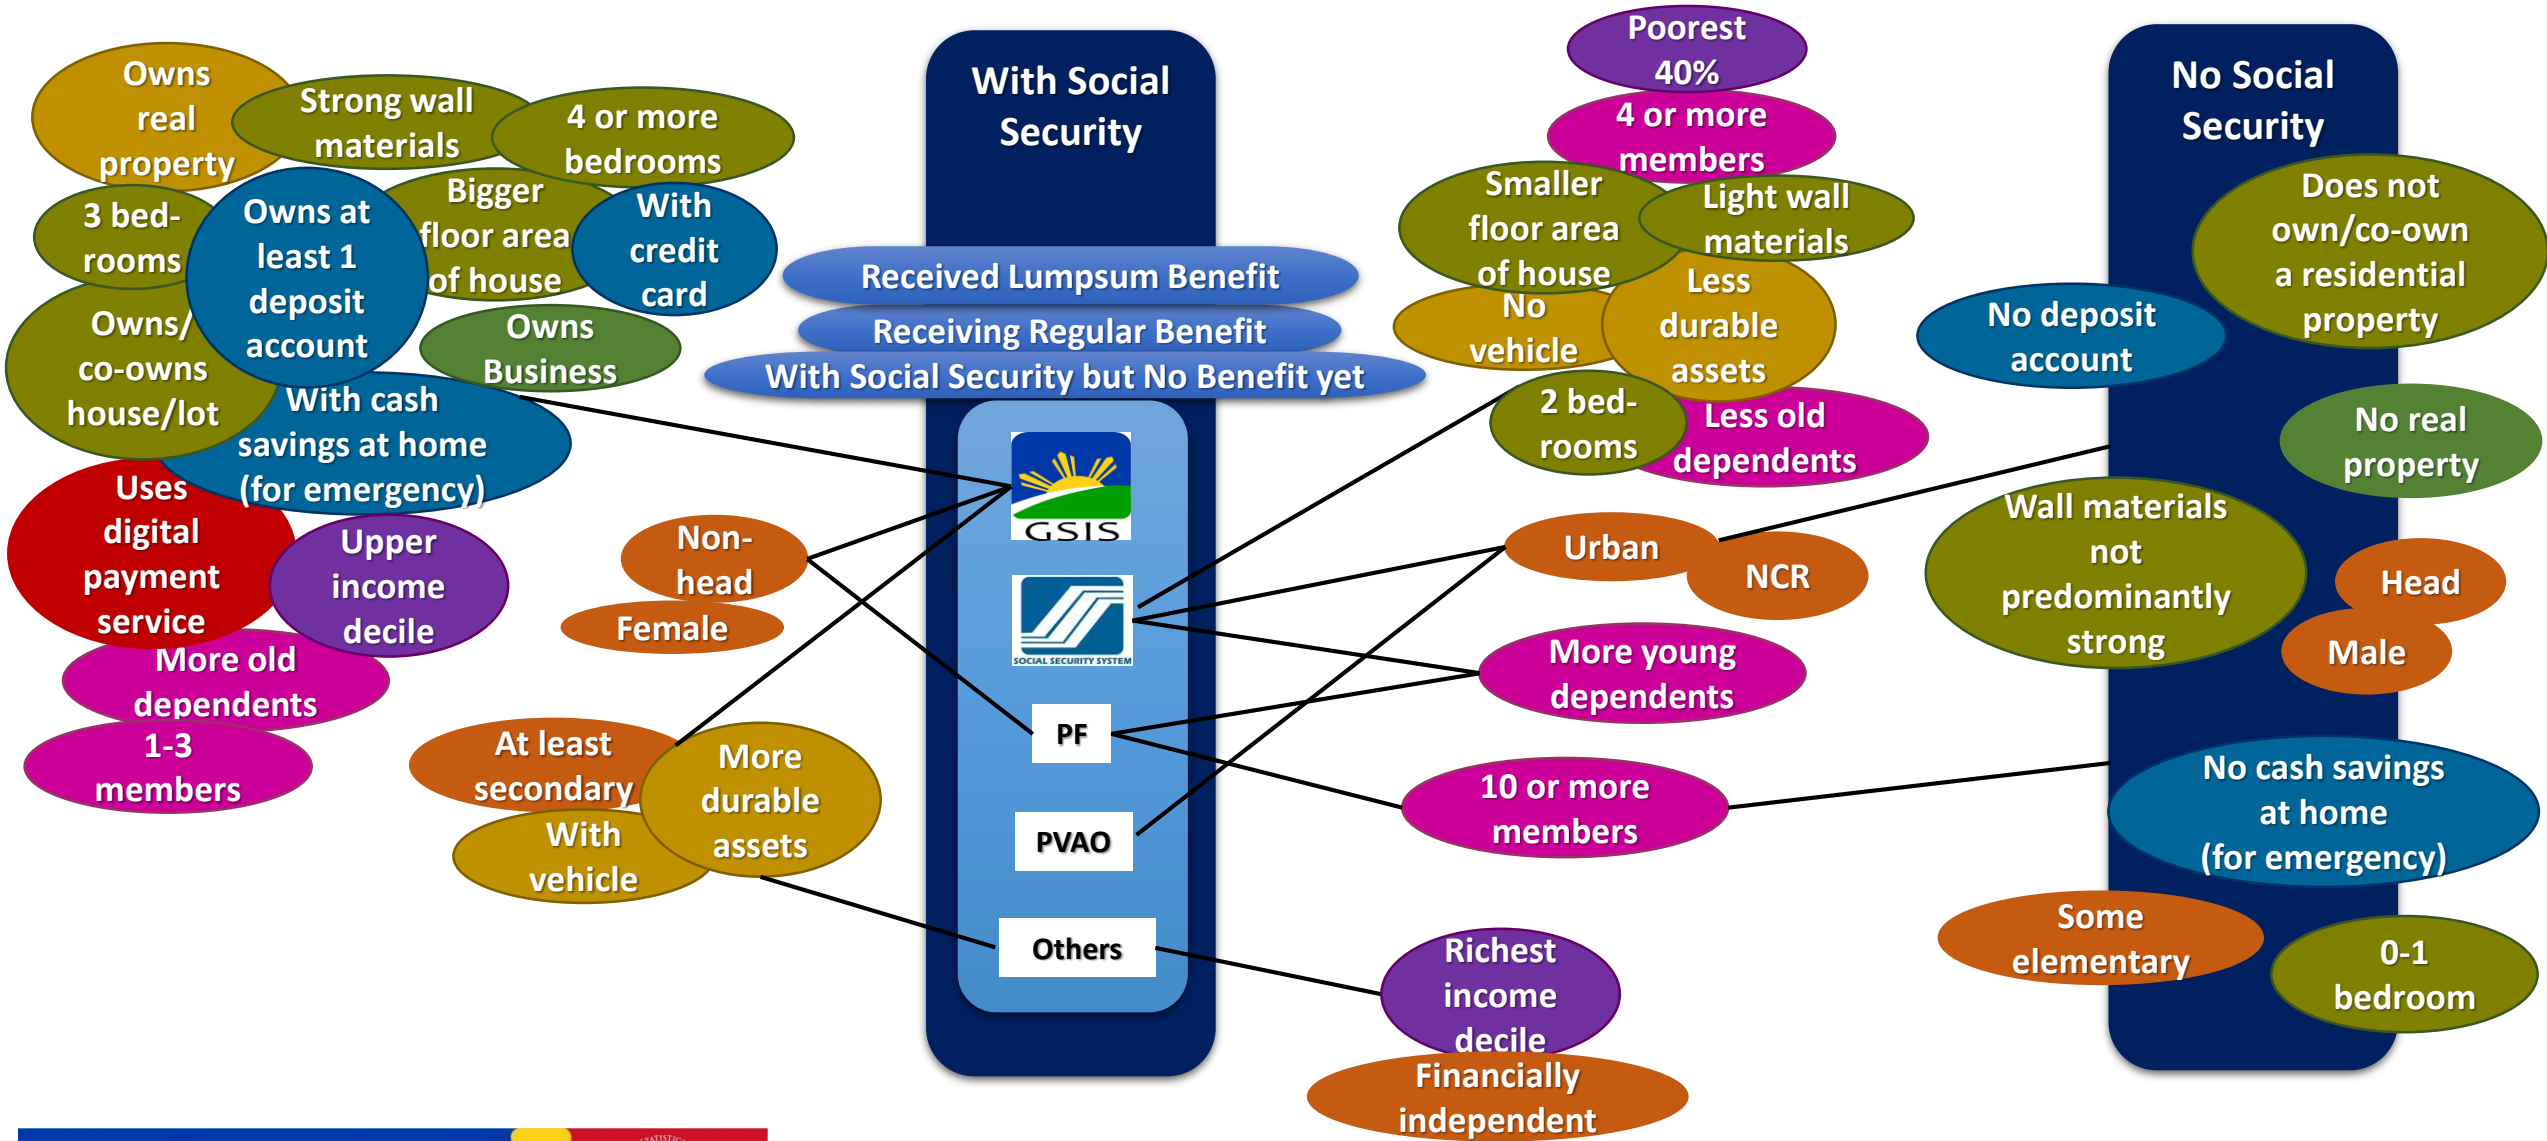 Owns
real
property
Strong wall
materials
4 or more
bedrooms
3 bed-
rooms
Owns at
least 1
deposit
account
Bigger
floor area
of house
With
credit
card
Owns/
co-owns
house/lot
Owns
Business
With cash
savings at home
(for emergency)
Uses
digital
payment
service
Upper
income
decile
More old
dependents
1-3
members
Non-
head
Female
At least
secondary
More
durable
assets
With
vehicle
With Social
Security
Received Lumpsum Benefit
Receiving Regular Benefit
With Social Security but No Benefit yet
GSIS
SOCIAL SECURITY SYSTEM
PF
PVAO
Others
Poorest
40%
4 or more
members
Smaller
floor area
of house
Light wall
materials
No
vehicle
Less
durable
assets
2 bed-
rooms
Less old
dependents
Urban
NCR
More young
dependents
10 or more
members
Richest
income
decile
Financially
independent
No Social
Security
Does not
own/co-own
a residential
property
No deposit
account
No real
property
Wall materials
not
predominantly
strong
Head
Male
No cash savings
at home
(for emergency)
Some
elementary
0-1
bedroom